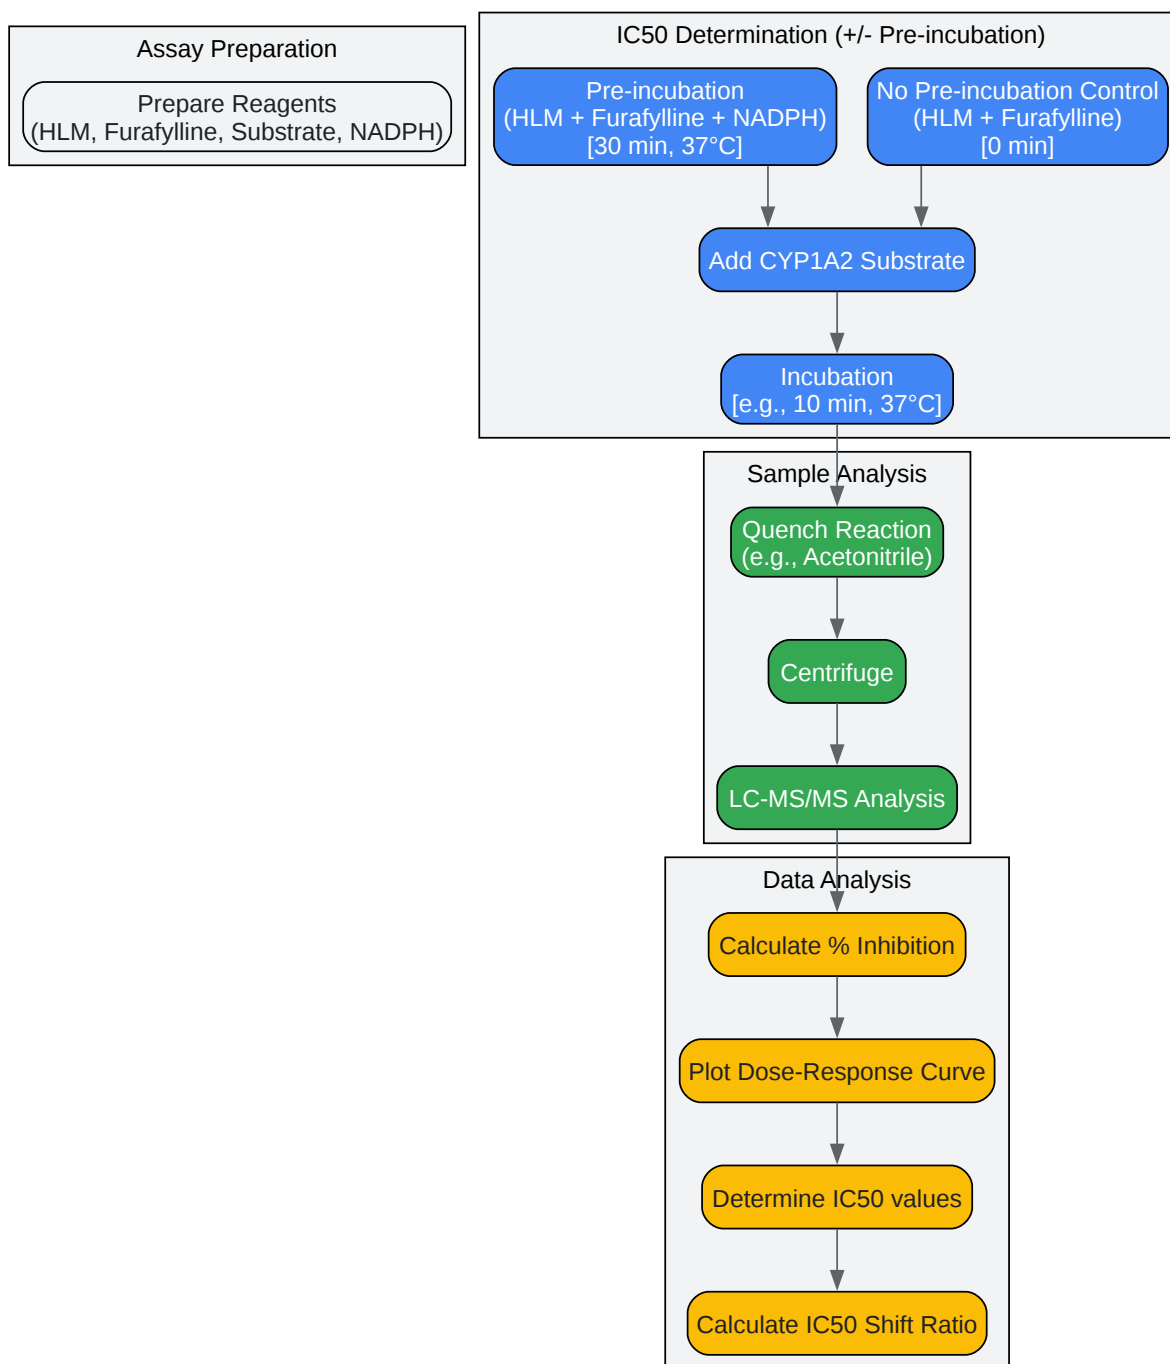 Assay Preparation
Prepare Reagents
(HLM, Furafylline, Substrate, NADPH)
IC50 Determination (+/- Pre-incubation)
Pre-incubation
(HLM + Furafylline + NADPH)
[30 min, 37°C]
No Pre-incubation Control
(HLM + Furafylline)
[0 min]
Add CYP1A2 Substrate
Incubation
[e.g., 10 min, 37°C]
Sample Analysis
Quench Reaction
(e.g., Acetonitrile)
Centrifuge
LC-MS/MS Analysis
Data Analysis
Calculate % Inhibition
Plot Dose-Response Curve
Determine IC50 values
Calculate IC50 Shift Ratio